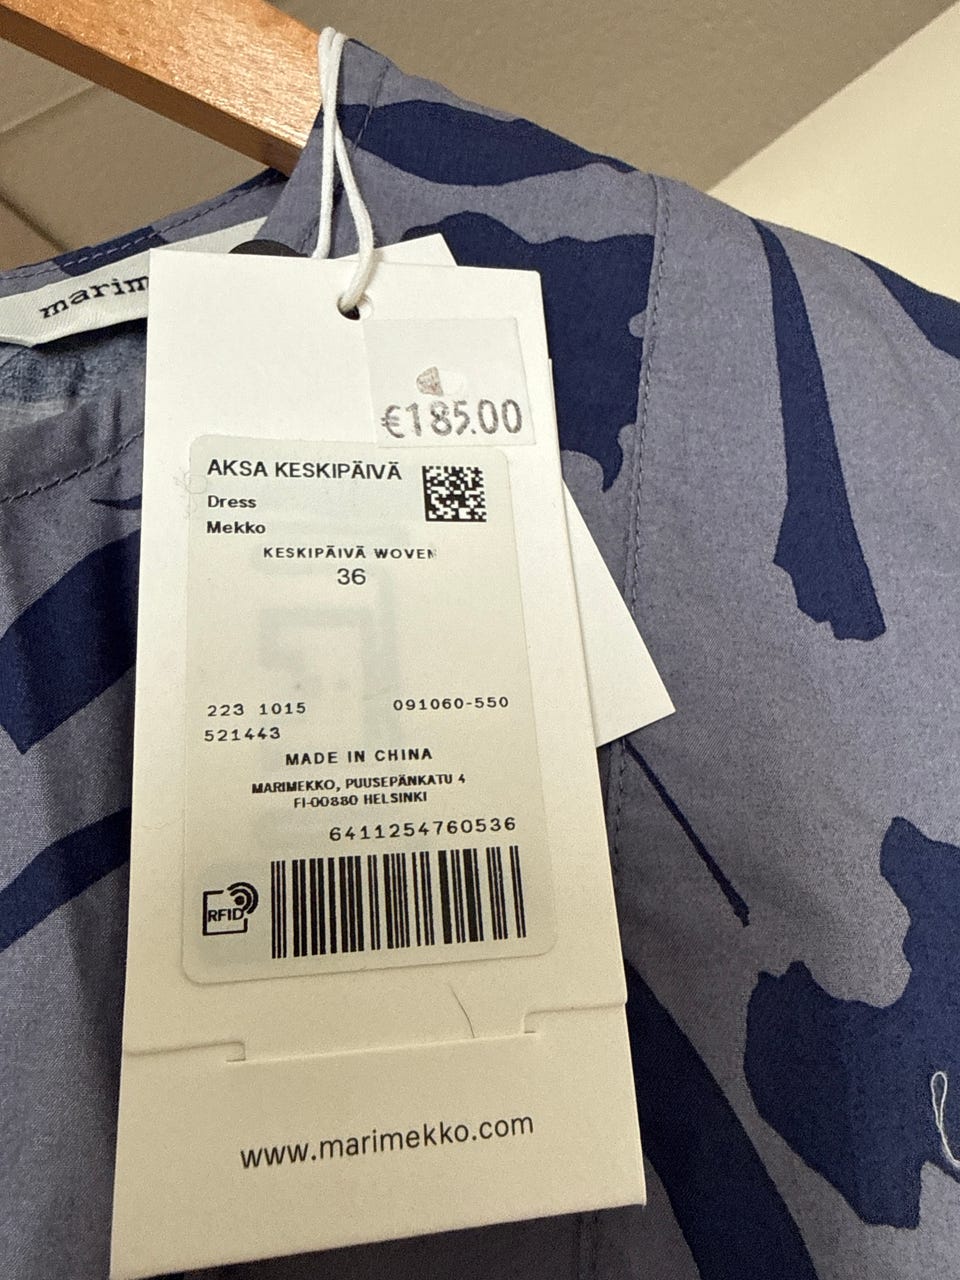 marim
€185.00
AKSA KESKIPÄIVÄ
Dress
Mekko
KESKIPÄIVÄ WOVEN
36
223 1015 091060-550
521443
MADE IN CHINA
MARIMEKKO, PUUSEPÄNKATU 4
FI-00880 HELSINKI
6411254760536
RFID
www.marimekko.com